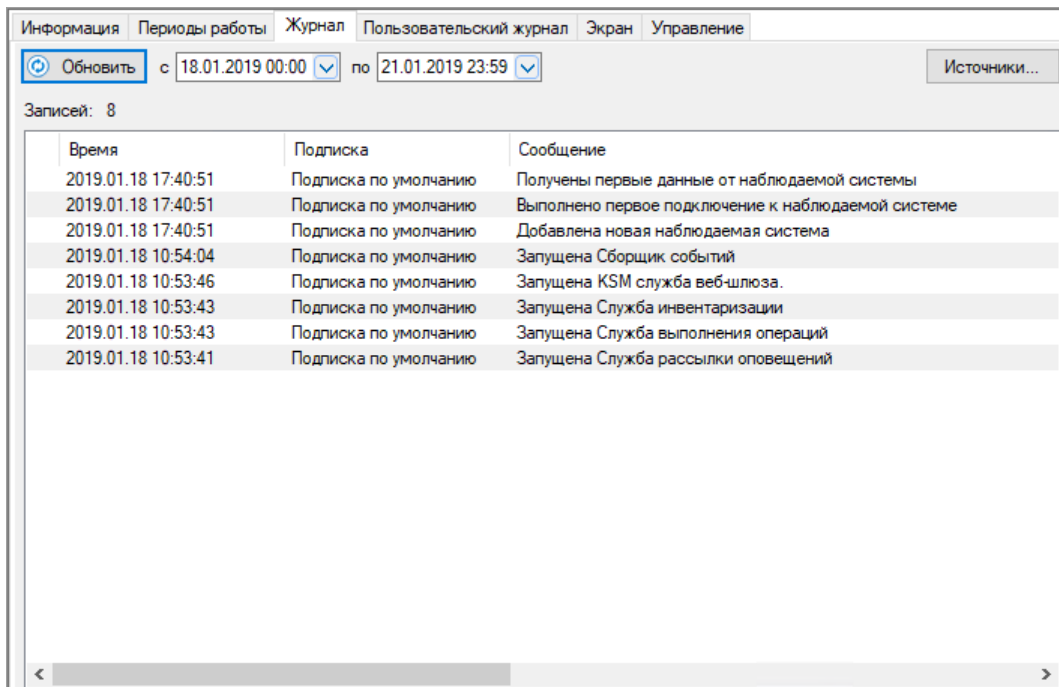 Информация Периоды работы Журнал Пользовательский журнал Экран Управление
Обновить с 18.01.2019 00:00 по 21.01.2019 23:59 Источники...
Записей: 8
Время Подписка Сообщение
2019.01.18 17:40:51 Подписка по умолчанию Получены первые данные от наблюдаемой системы
2019.01.18 17:40:51 Подписка по умолчанию Выполнено первое подключение к наблюдаемой системе
2019.01.18 17:40:51 Подписка по умолчанию Добавлена новая наблюдаемая система
2019.01.18 10:54:04 Подписка по умолчанию Запущена Сборщик событий
2019.01.18 10:53:46 Подписка по умолчанию Запущена KSM служба веб-шлюза.
2019.01.18 10:53:43 Подписка по умолчанию Запущена Служба инвентаризации
2019.01.18 10:53:43 Подписка по умолчанию Запущена Служба выполнения операций
2019.01.18 10:53:41 Подписка по умолчанию Запущена Служба рассылки оповещений